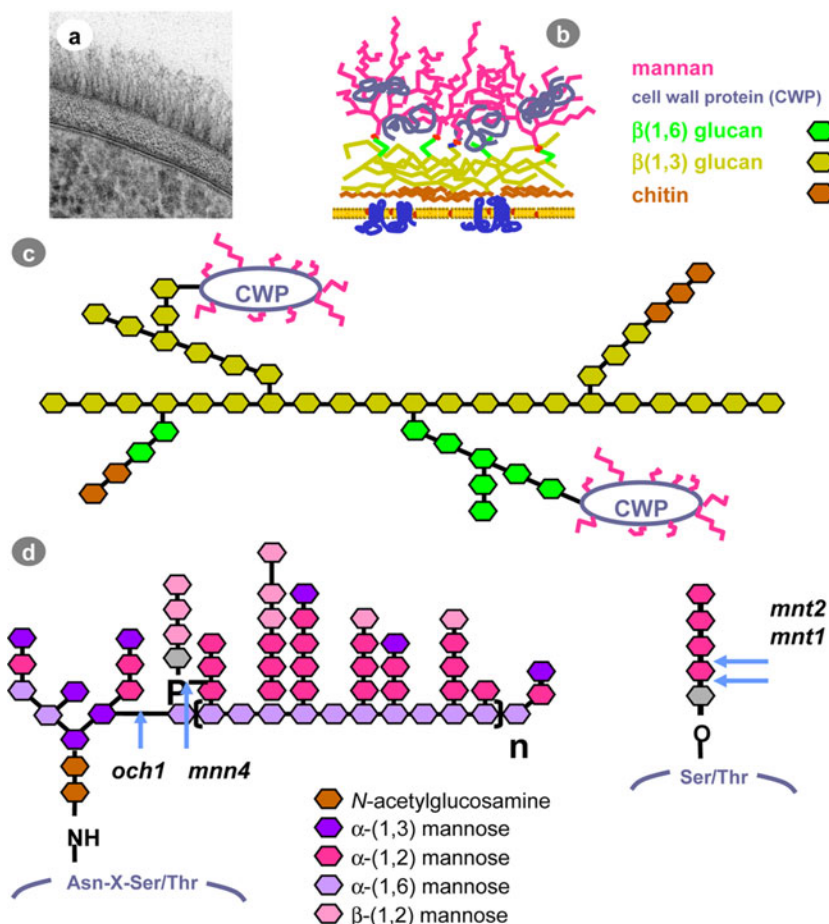 a
b
mannan
cell wall protein (CWP)
β(1,6) glucan
β(1,3) glucan
chitin
c
CWP
CWP
d
P
n
och1
mnn4
NH
Asn-X-Ser/Thr
mnt2
mnt1
O
Ser/Thr
N-acetylglucosamine
α-(1,3) mannose
α-(1,2) mannose
α-(1,6) mannose
β-(1,2) mannose